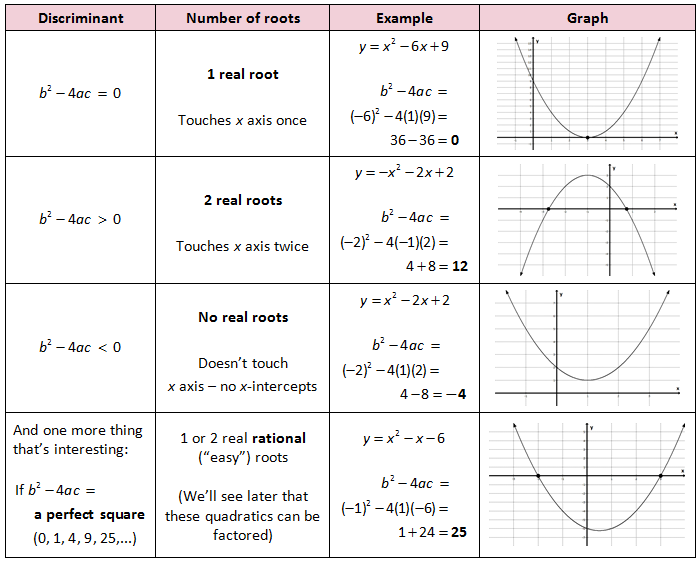 Discriminant
Number of roots
Example
Graph
b² – 4ac = 0
1 real root
Touches x axis once
y = x² – 6x + 9
b² – 4ac =
(–6)² – 4(1)(9) =
36 – 36 = 0
Y
x
b² – 4ac > 0
2 real roots
Touches x axis twice
y = –x² – 2x + 2
b² – 4ac =
(–2)² – 4(–1)(2) =
4 + 8 = 12
Y
x
b² – 4ac < 0
No real roots
Doesn't touch
x axis – no x-intercepts
y = x² – 2x + 2
b² – 4ac =
(–2)² – 4(1)(2) =
4 – 8 = –4
Y
x
And one more thing
that's interesting:
If b² – 4ac =
a perfect square
(0, 1, 4, 9, 25,...)
1 or 2 real rational
("easy") roots
(We'll see later that
these quadratics can be
factored)
y = x² – x – 6
b² – 4ac =
(–1)² – 4(1)(–6) =
1 + 24 = 25
Y
x